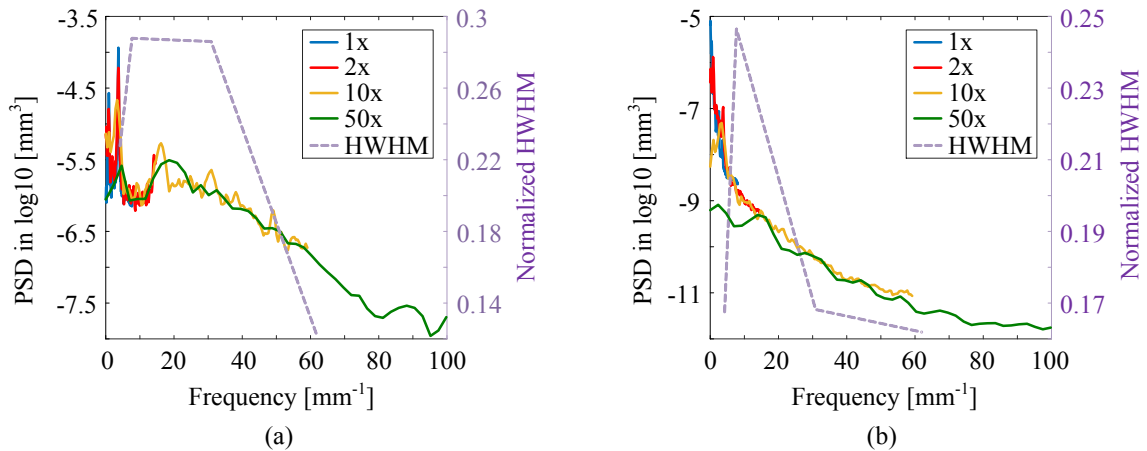 -3.5
-4.5
-5.5
-6.5
-7.5
PSD in log10 [mm³]
0 20 40 60 80 100
Frequency [mm⁻¹]
0.3
0.26
0.22
0.18
0.14
Normalized HWHM
1x
2x
10x
50x
HWHM
(a)
-5
-7
-9
-11
PSD in log10 [mm³]
0 20 40 60 80 100
Frequency [mm⁻¹]
0.25
0.23
0.21
0.19
0.17
Normalized HWHM
1x
2x
10x
50x
HWHM
(b)